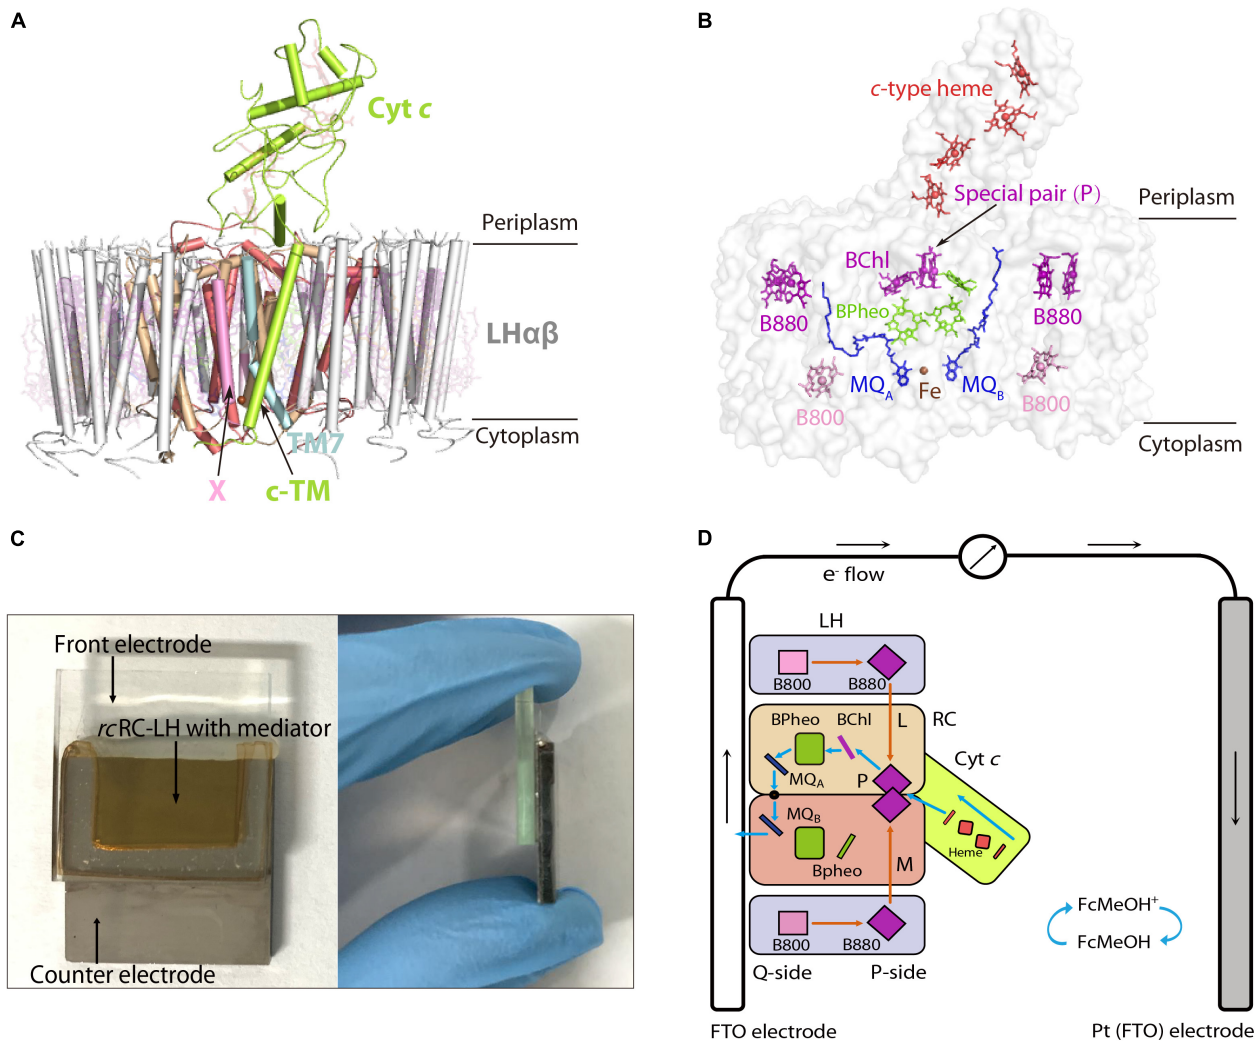 A
Cyt c
Periplasm
LHαβ
Cytoplasm
TM7
X
c-TM
B
c-type heme
Special pair (P)
Periplasm
BChl
BPheo
B880
B880
MQA
Fe
MQB
B800
B800
Cytoplasm
C
Front electrode
rcRC-LH with mediator
Counter electrode
D
e- flow
LH
B800
B880
BPheo
BChl
L
RC
MQA
P
Cyt c
MQB
Heme
Bpheo
M
B800
B880
FcMeOH+
FcMeOH
Q-side
P-side
FTO electrode
Pt (FTO) electrode